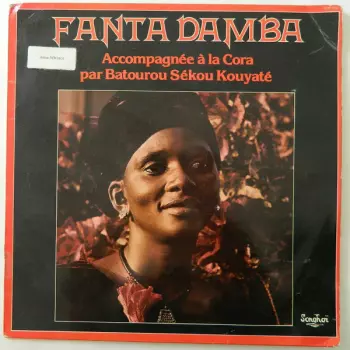 FANTA DAMBA
Accompagnée à la Cora
par Batourou Sékou Kouyaté
Songhoï